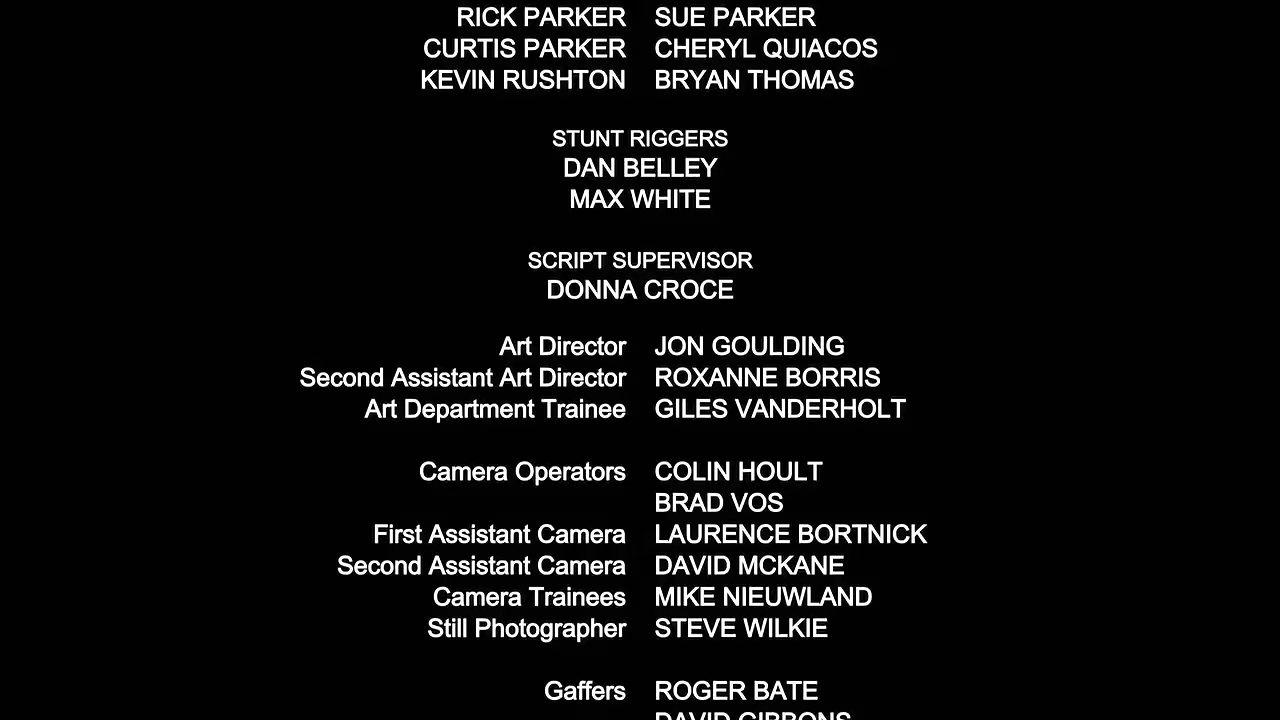 RICK PARKER SUE PARKER
CURTIS PARKER CHERYL QUIACOS
KEVIN RUSHTON BRYAN THOMAS
STUNT RIGGERS
DAN BELLEY
MAX WHITE
SCRIPT SUPERVISOR
DONNA CROCE
Art Director JON GOULDING
Second Assistant Art Director ROXANNE BORRIS
Art Department Trainee GILES VANDERHOLT
Camera Operators COLIN HOULT
BRAD VOS
First Assistant Camera LAURENCE BORTNICK
Second Assistant Camera DAVID MCKANE
Camera Trainees MIKE NIEUWLAND
Still Photographer STEVE WILKIE
Gaffers ROGER BATE
DAVID GIBBONS